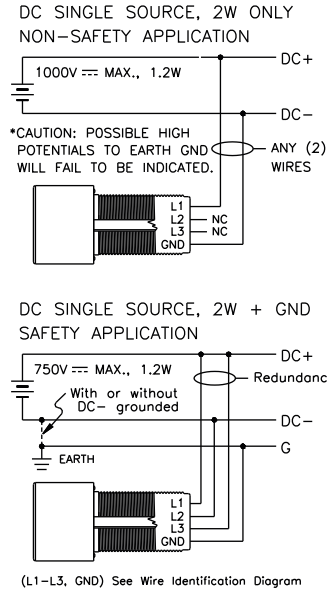 DC SINGLE SOURCE, 2W ONLY
NON-SAFETY APPLICATION
DC+
1000V ⎓ MAX., 1.2W
DC-
*CAUTION: POSSIBLE HIGH
POTENTIALS TO EARTH GND
WILL FAIL TO BE INDICATED.
ANY (2)
WIRES
L1
L2 NC
L3 NC
GND
DC SINGLE SOURCE, 2W + GND
SAFETY APPLICATION
DC+
750V ⎓ MAX., 1.2W
Redundanc
With or without
DC- grounded
DC-
G
EARTH
L1
L2
L3
GND
(L1-L3, GND) See Wire Identification Diagram